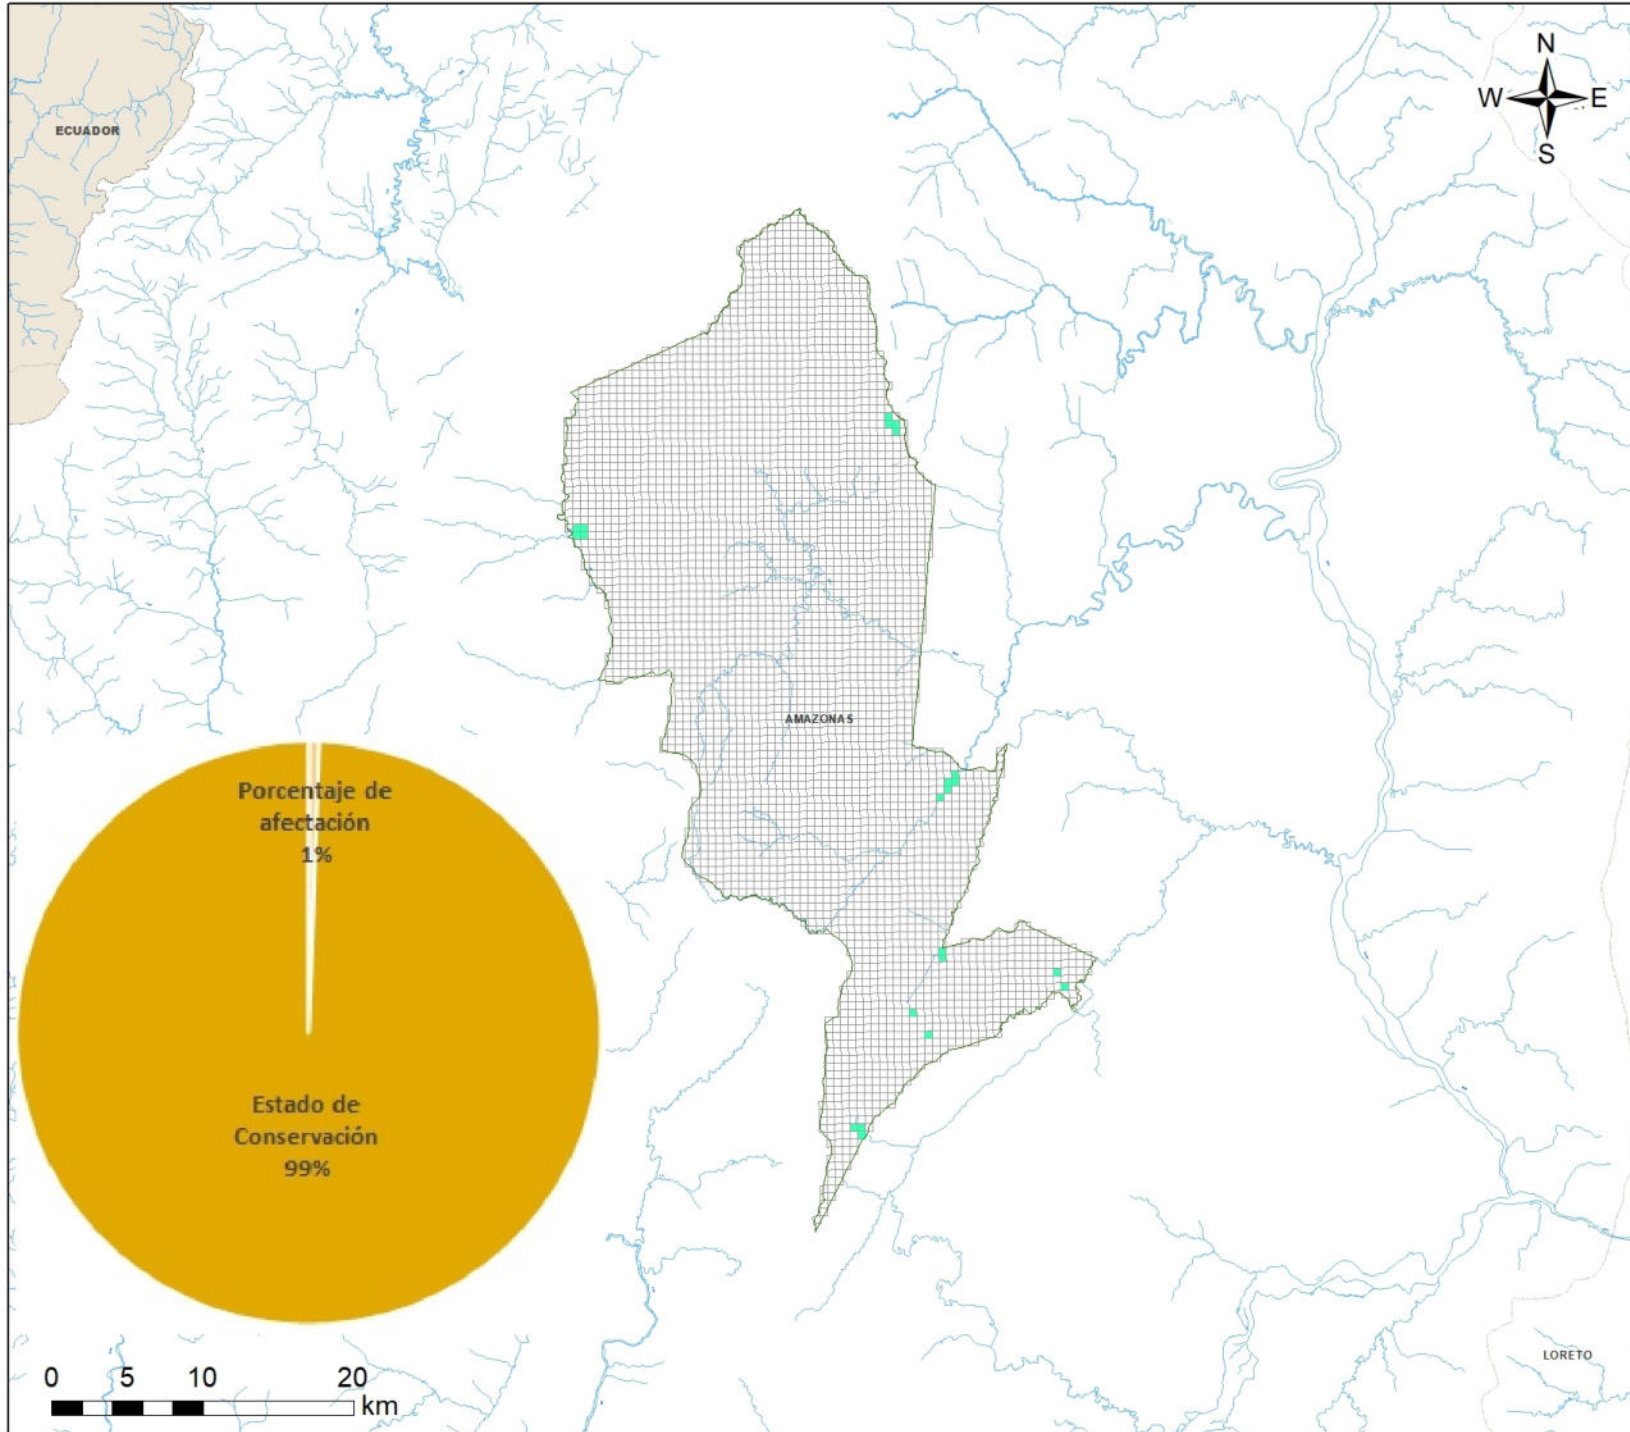 N
W E
S
ECUADOR
AMAZONAS
Porcentaje de
afectación
1%
Estado de
Conservación
99%
LORETO
0 5 10 20
km